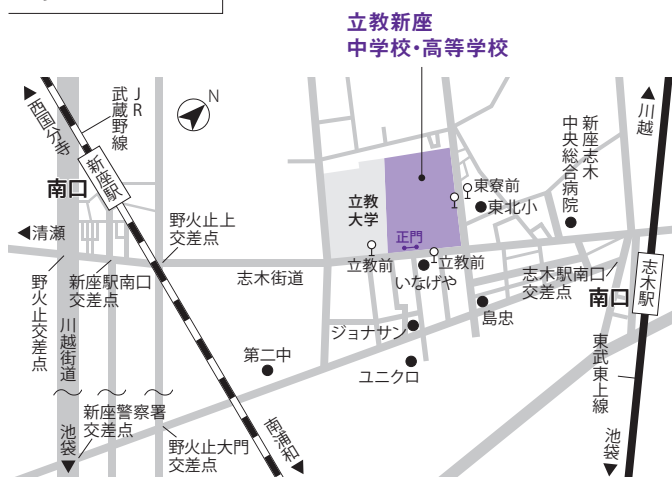 立教新座
中学校・高等学校
N
西国分寺
JR
武蔵野線
新座駅
南口
清瀬
野火止交差点
新座駅南口
交差点
川越街道
野火止上
交差点
志木街道
立教
大学
正門
立教前
立教前
いなげや
東寮前
東北小
新座志木
中央総合病院
川越
志木駅南口
交差点
南口
志木駅
島忠
ジョナサン
ユニクロ
第二中
東武東上線
池袋
新座警察署
交差点
池袋
野火止大門
交差点
南浦和